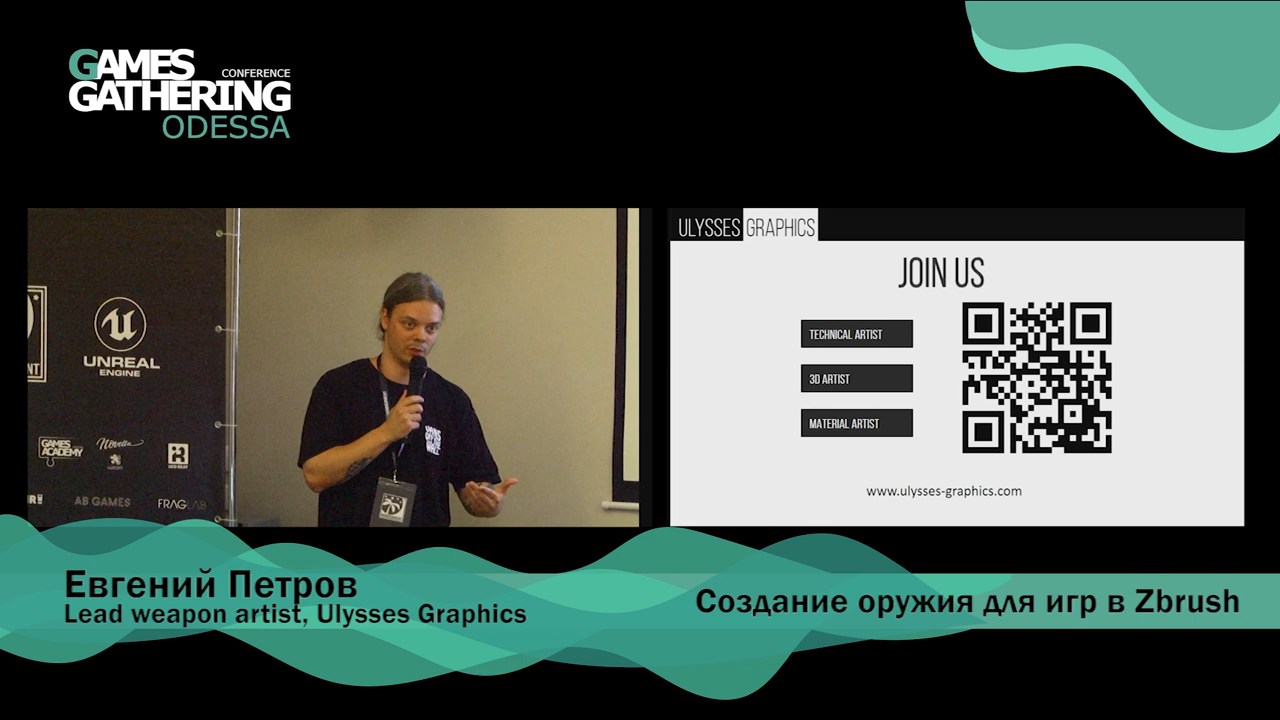 GAMES
CONFERENCE
GATHERING
ODESSA
UNREAL
ENGINE
NT
GAMES
ACADEMY
AB GAMES
FRAGLAB
ULYSSES GRAPHICS
JOIN US
TECHNICAL ARTIST
3D ARTIST
MATERIAL ARTIST
www.ulysses-graphics.com
Евгений Петров
Lead weapon artist, Ulysses Graphics
Создание оружия для игр в Zbrush